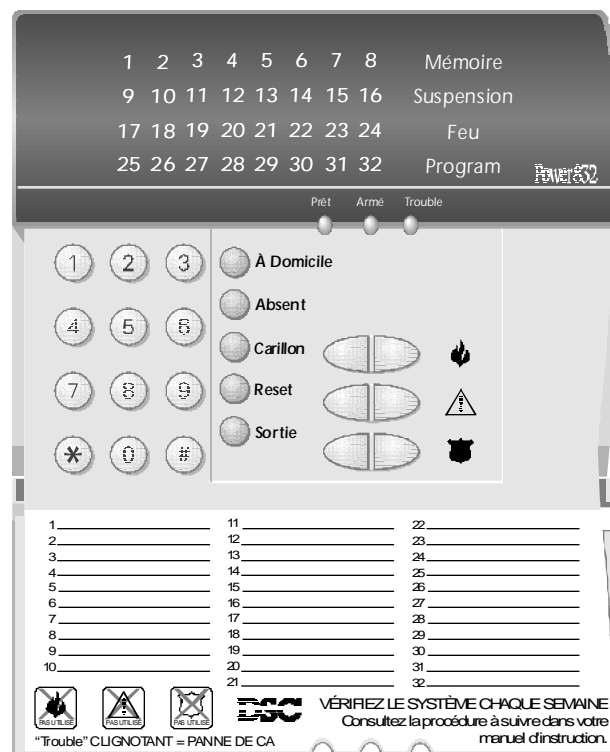 1 2 3 4 5 6 7 8 Mémoire
9 10 11 12 13 14 15 16 Suspension
17 18 19 20 21 22 23 24 Feu
25 26 27 28 29 30 31 32 Program
Power832
Prêt Armé Trouble
1 2 3
4 5 6
7 8 9
* 0 #
À Domicile
Absent
Carillon
Reset
Sortie
1
2
3
4
5
6
7
8
9
10
11
12
13
14
15
16
17
18
19
20
21
22
23
24
25
26
27
28
29
30
31
32
PAS UTILISÉ PAS UTILISÉ PAS UTILISÉ
"Trouble" CLIGNOTANT = PANNE DE CA
DSC
VÉRIFIEZ LE SYSTÈME CHAQUE SEMAINE
Consultez la procédure à suivre dans votre
manuel d'instruction.